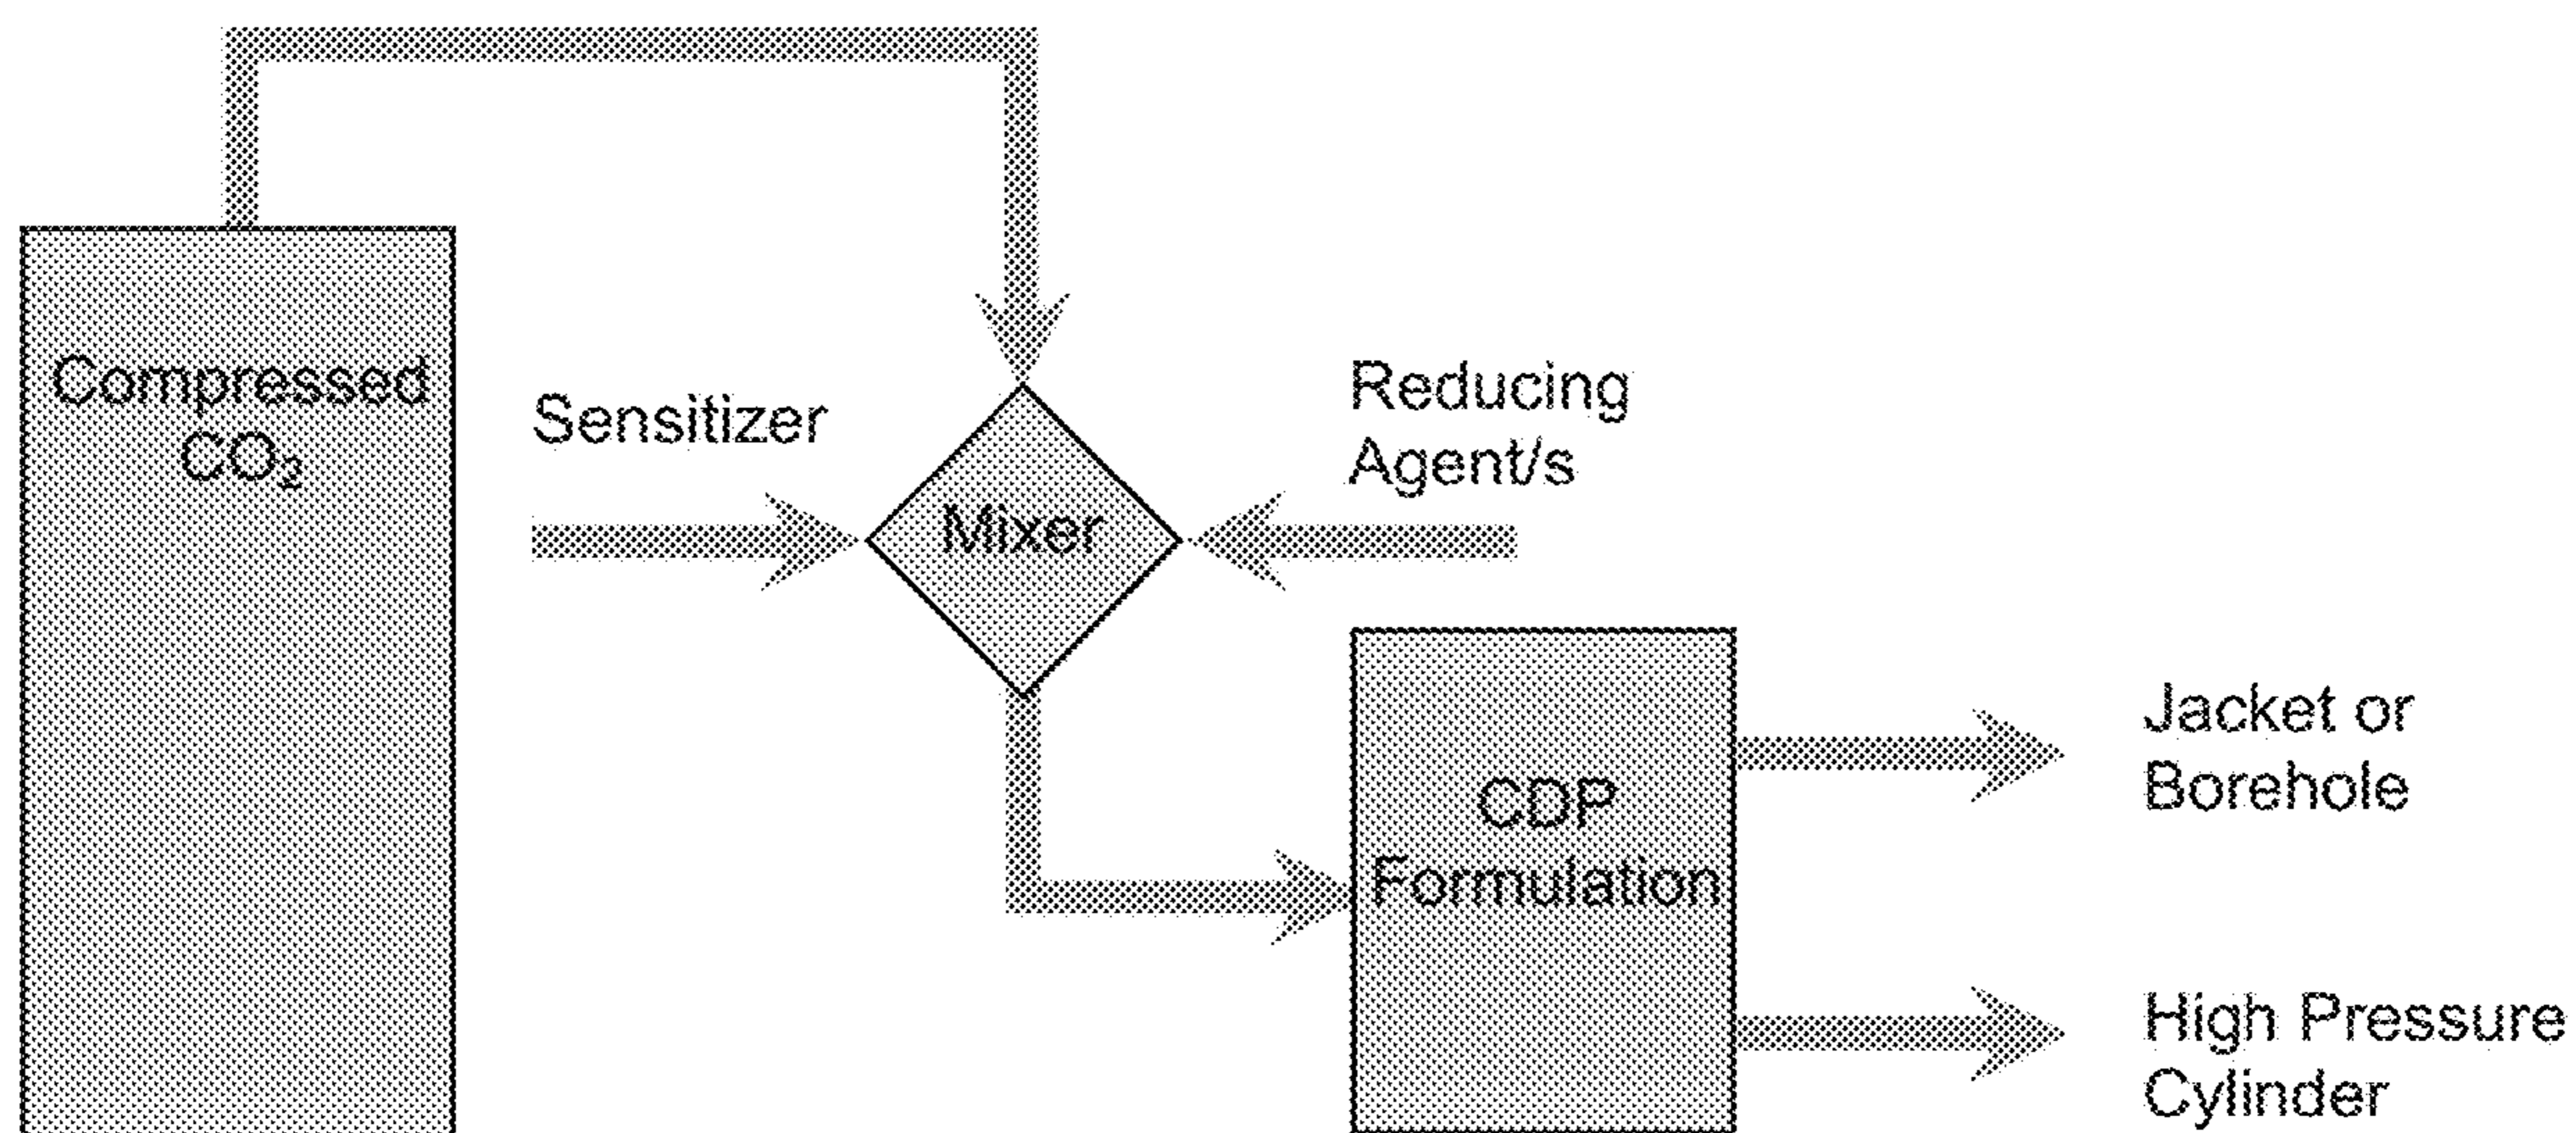 Compressed
CO₂
Sensitizer
Mixer
Reducing
Agent/s
CDP
Formulation
Jacket or
Borehole
High Pressure
Cylinder